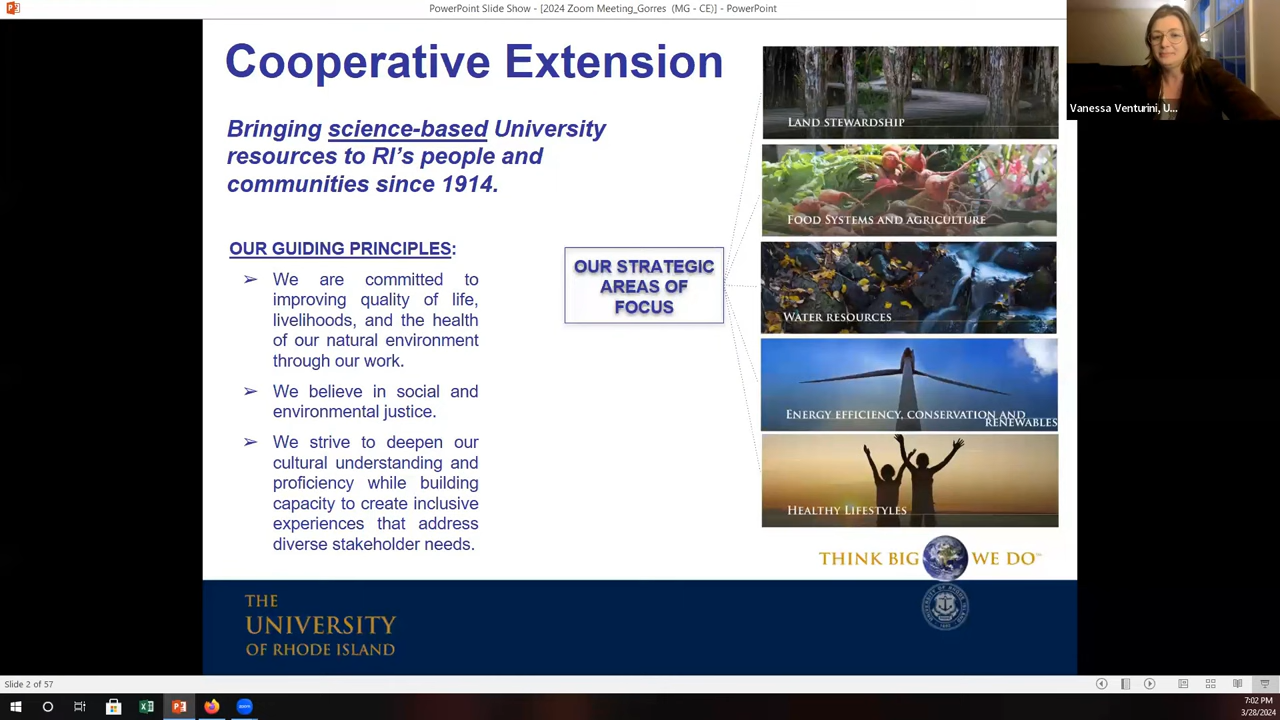 PowerPoint Slide Show - [2024 Zoom Meeting_Gorres (MG - CE)] - PowerPoint
Vanessa Venturini, U...
Cooperative Extension
Bringing science-based University
resources to RI's people and
communities since 1914.
OUR GUIDING PRINCIPLES:
➢ We are committed to
improving quality of life,
livelihoods, and the health
of our natural environment
through our work.
➢ We believe in social and
environmental justice.
➢ We strive to deepen our
cultural understanding and
proficiency while building
capacity to create inclusive
experiences that address
diverse stakeholder needs.
OUR STRATEGIC
AREAS OF
FOCUS
LAND STEWARDSHIP
FOOD SYSTEMS AND AGRICULTURE
WATER RESOURCES
ENERGY EFFICIENCY, CONSERVATION AND
RENEWABLES
HEALTHY LIFESTYLES
THINK BIG WE DO™
THE
UNIVERSITY
OF RHODE ISLAND
Slide 2 of 57
7:02 PM
3/28/2024